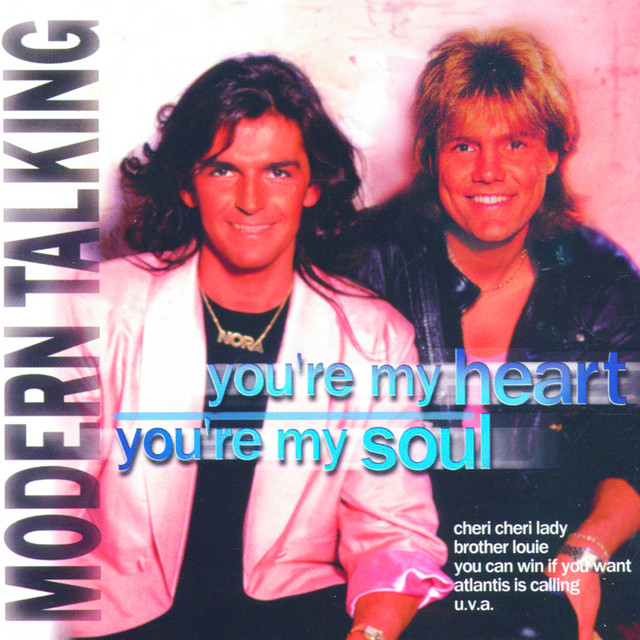 MODERN TALKING
NORA
you're my heart
you're my soul
cheri cheri lady
brother louie
you can win if you want
atlantis is calling
u.v.a.